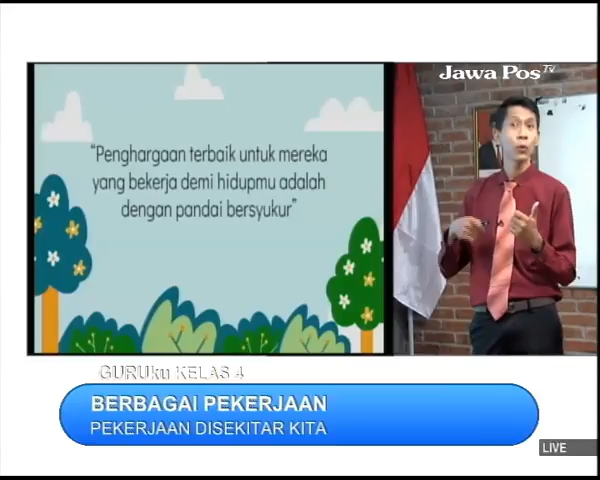 Jawa Pos TV
“Penghargaan terbaik untuk mereka
yang bekerja demi hidupmu adalah
dengan pandai bersyukur”
GURUku KELAS 4
BERBAGAI PEKERJAAN
PEKERJAAN DISEKITAR KITA
LIVE